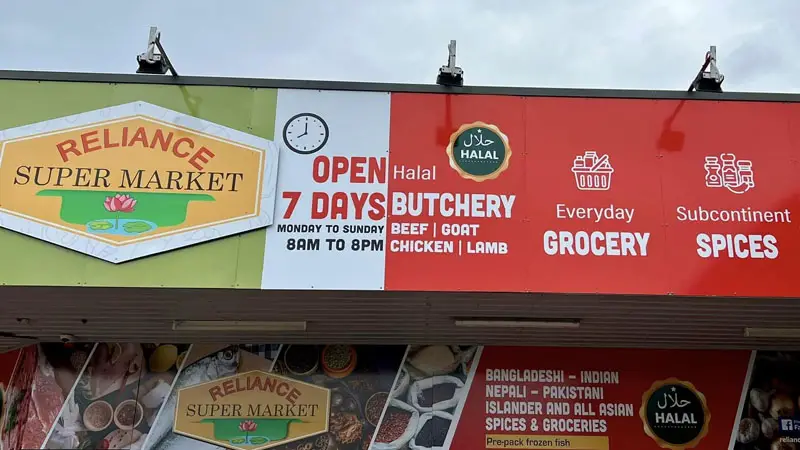 RELIANCE
SUPER MARKET
OPEN
7 DAYS
MONDAY TO SUNDAY
8AM TO 8PM
حلال
HALAL
Halal
BUTCHERY
BEEF | GOAT
CHICKEN | LAMB
Everyday
GROCERY
Subcontinent
SPICES
RELIANCE
SUPER MARKET
BANGLADESHI - INDIAN
NEPALI - PAKISTANI
ISLANDER AND ALL ASIAN
SPICES & GROCERIES
Pre-pack frozen fish
حلال
HALAL